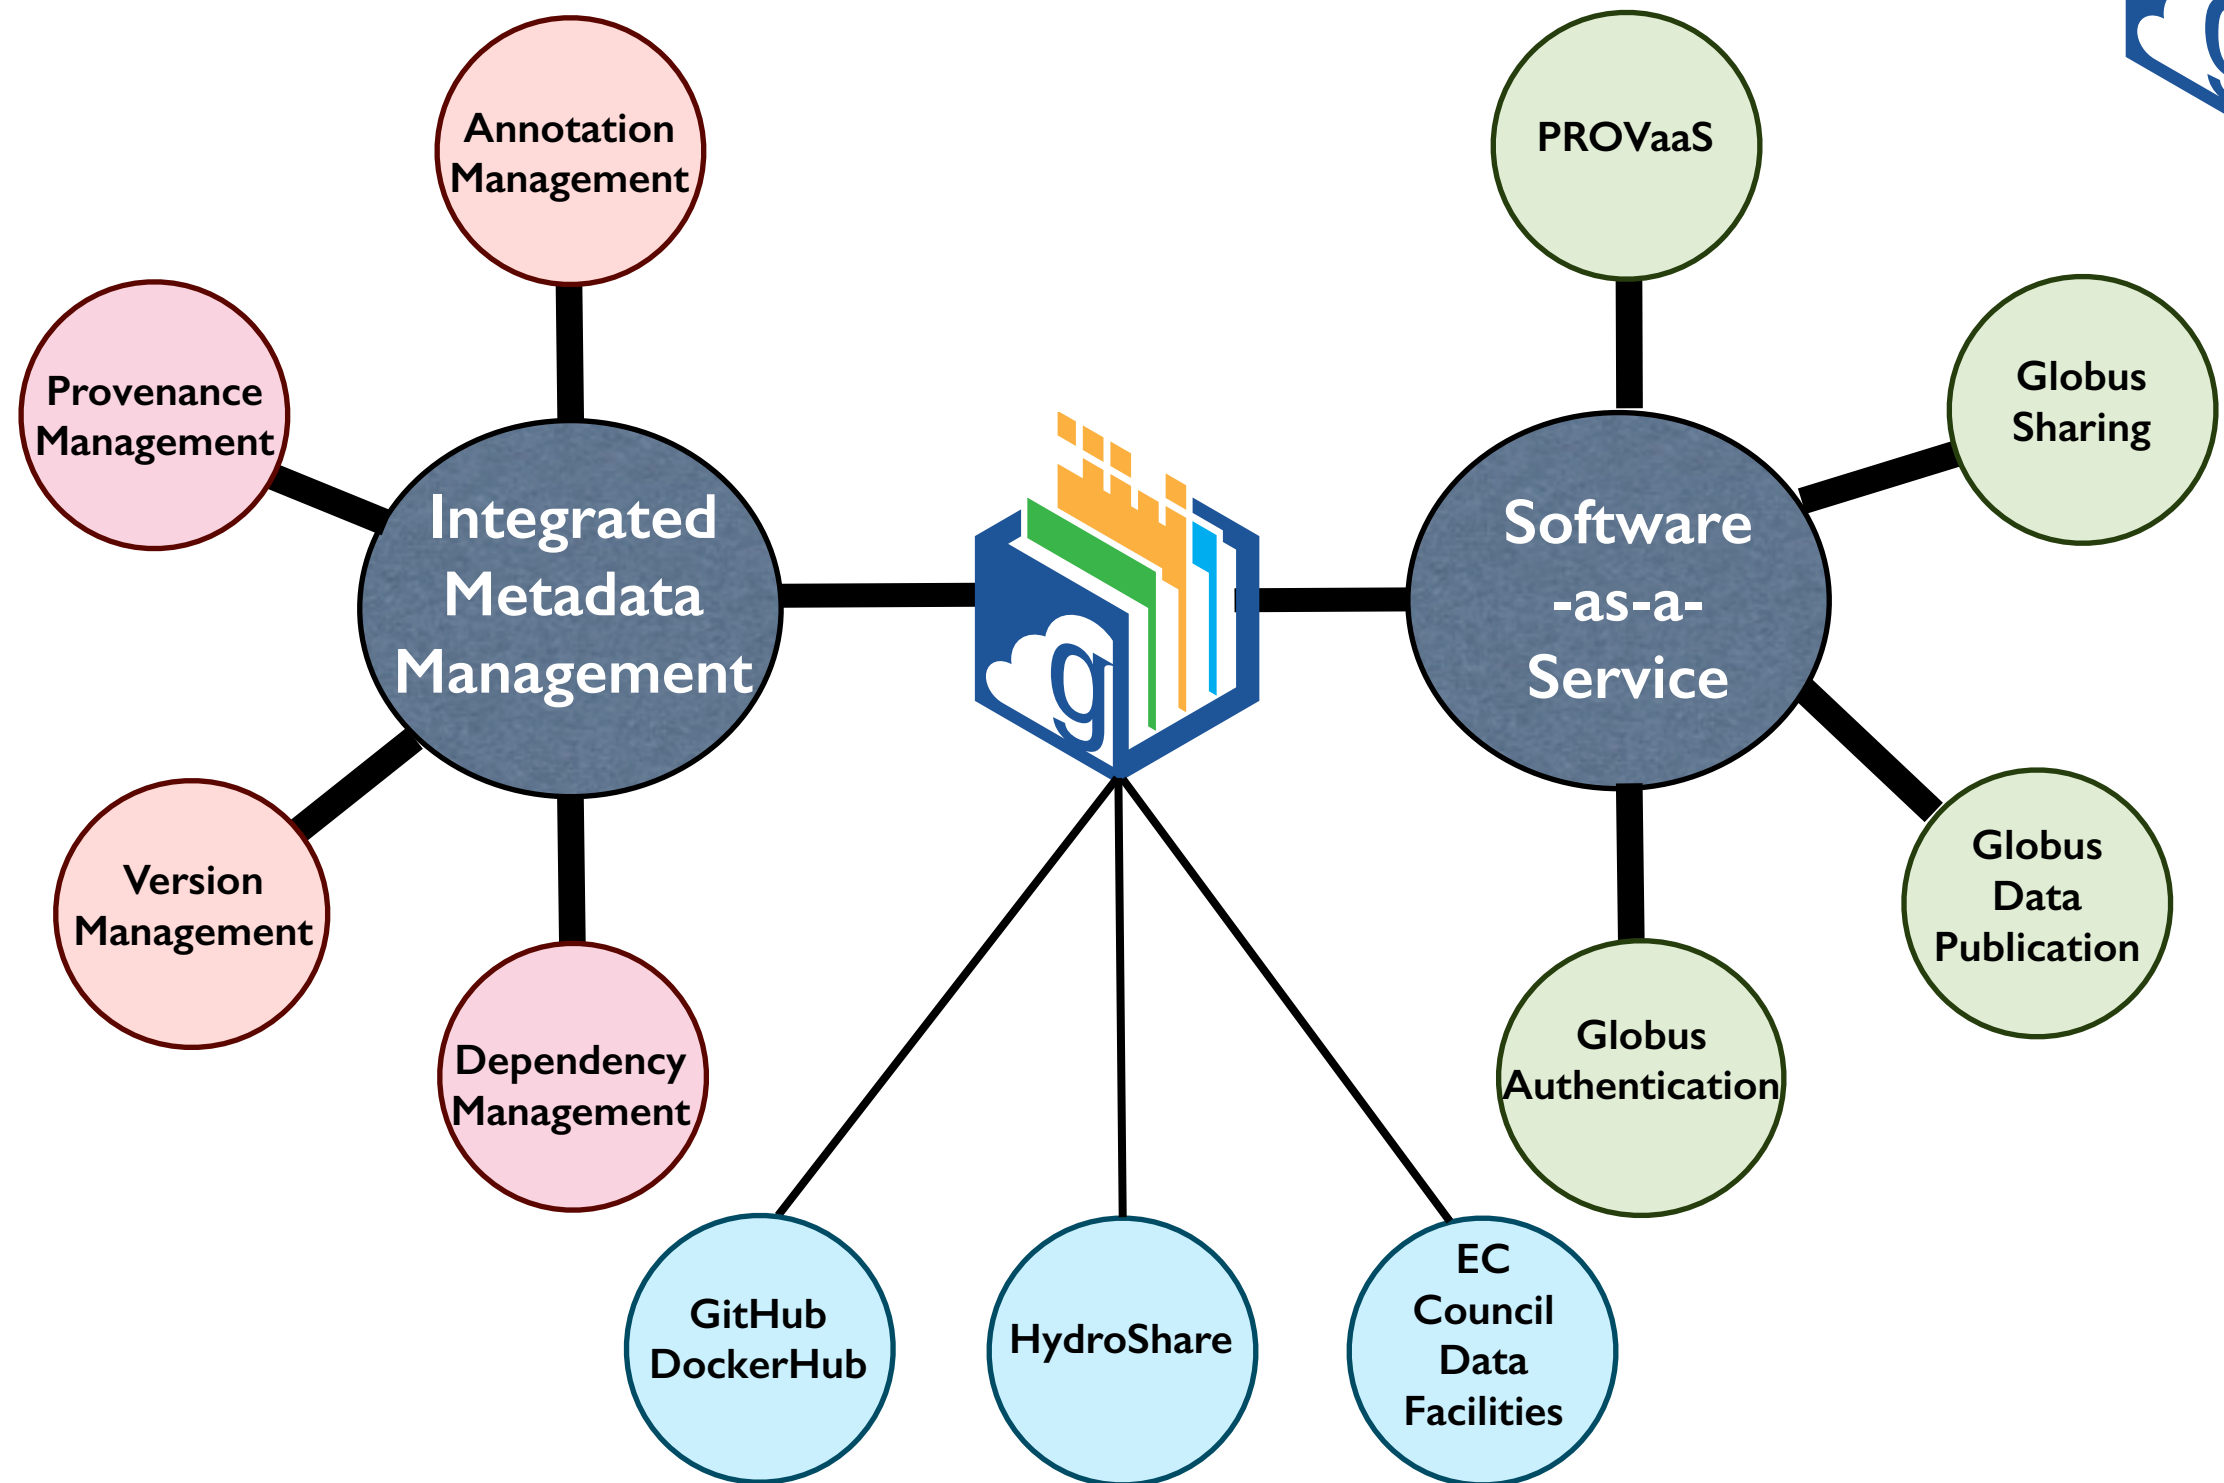 Annotation
Management
PROVaaS
Provenance
Management
Globus
Sharing
Integrated
Metadata
Management
g
Software
-as-a-
Service
Version
Management
Globus
Data
Publication
Dependency
Management
Globus
Authentication
GitHub
DockerHub
HydroShare
EC
Council
Data
Facilities